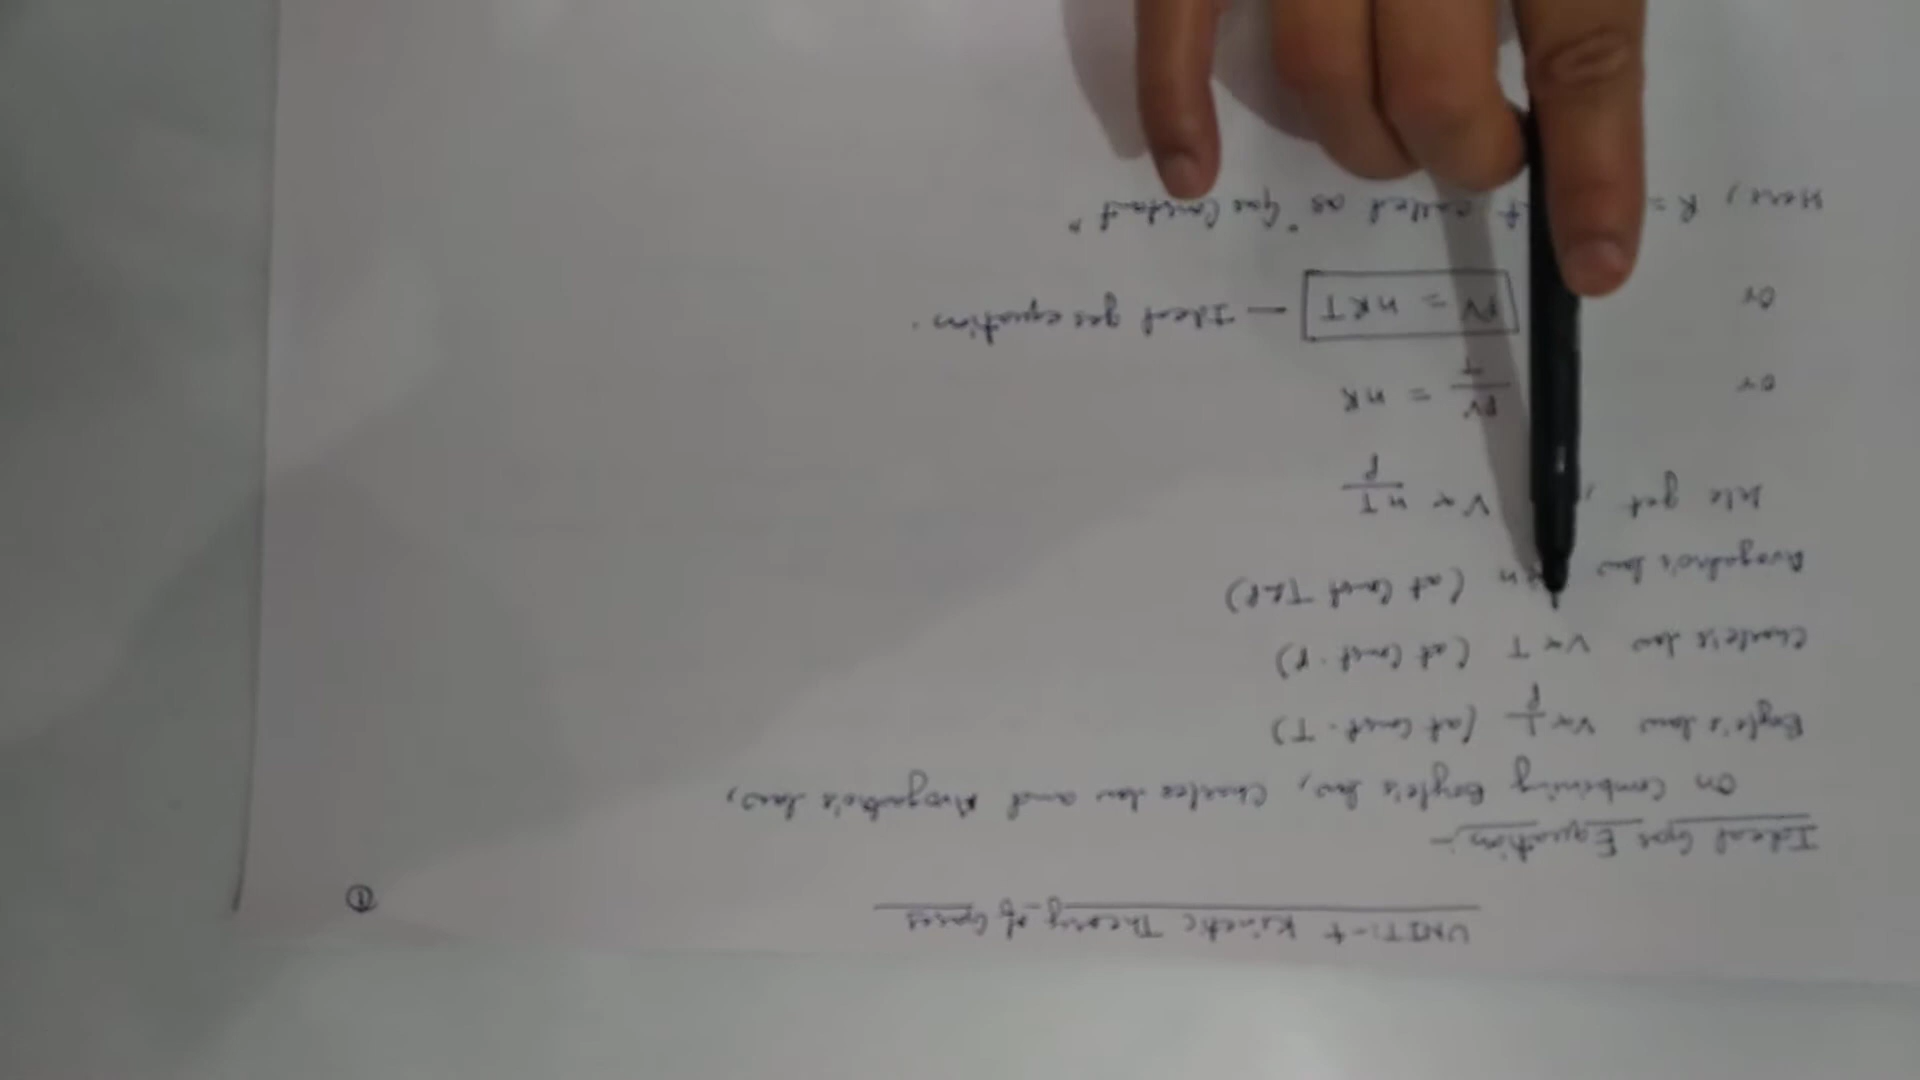 UNIT:- Kinetic Theory of Gases
①
Ideal Gas Equation:-
On Combining Boyle's law, Charles law and Avogadro's law,
Boyle's law V ∝ 1/P (at Const. T)
Charle's law V ∝ T (at Const. P)
Avogadro's law n (at Const T & P)
We get, V ∝ nT/P
or PV/T = nR
or PV = nRT — Ideal gas equation.
Here, R = called as "Gas Constant"